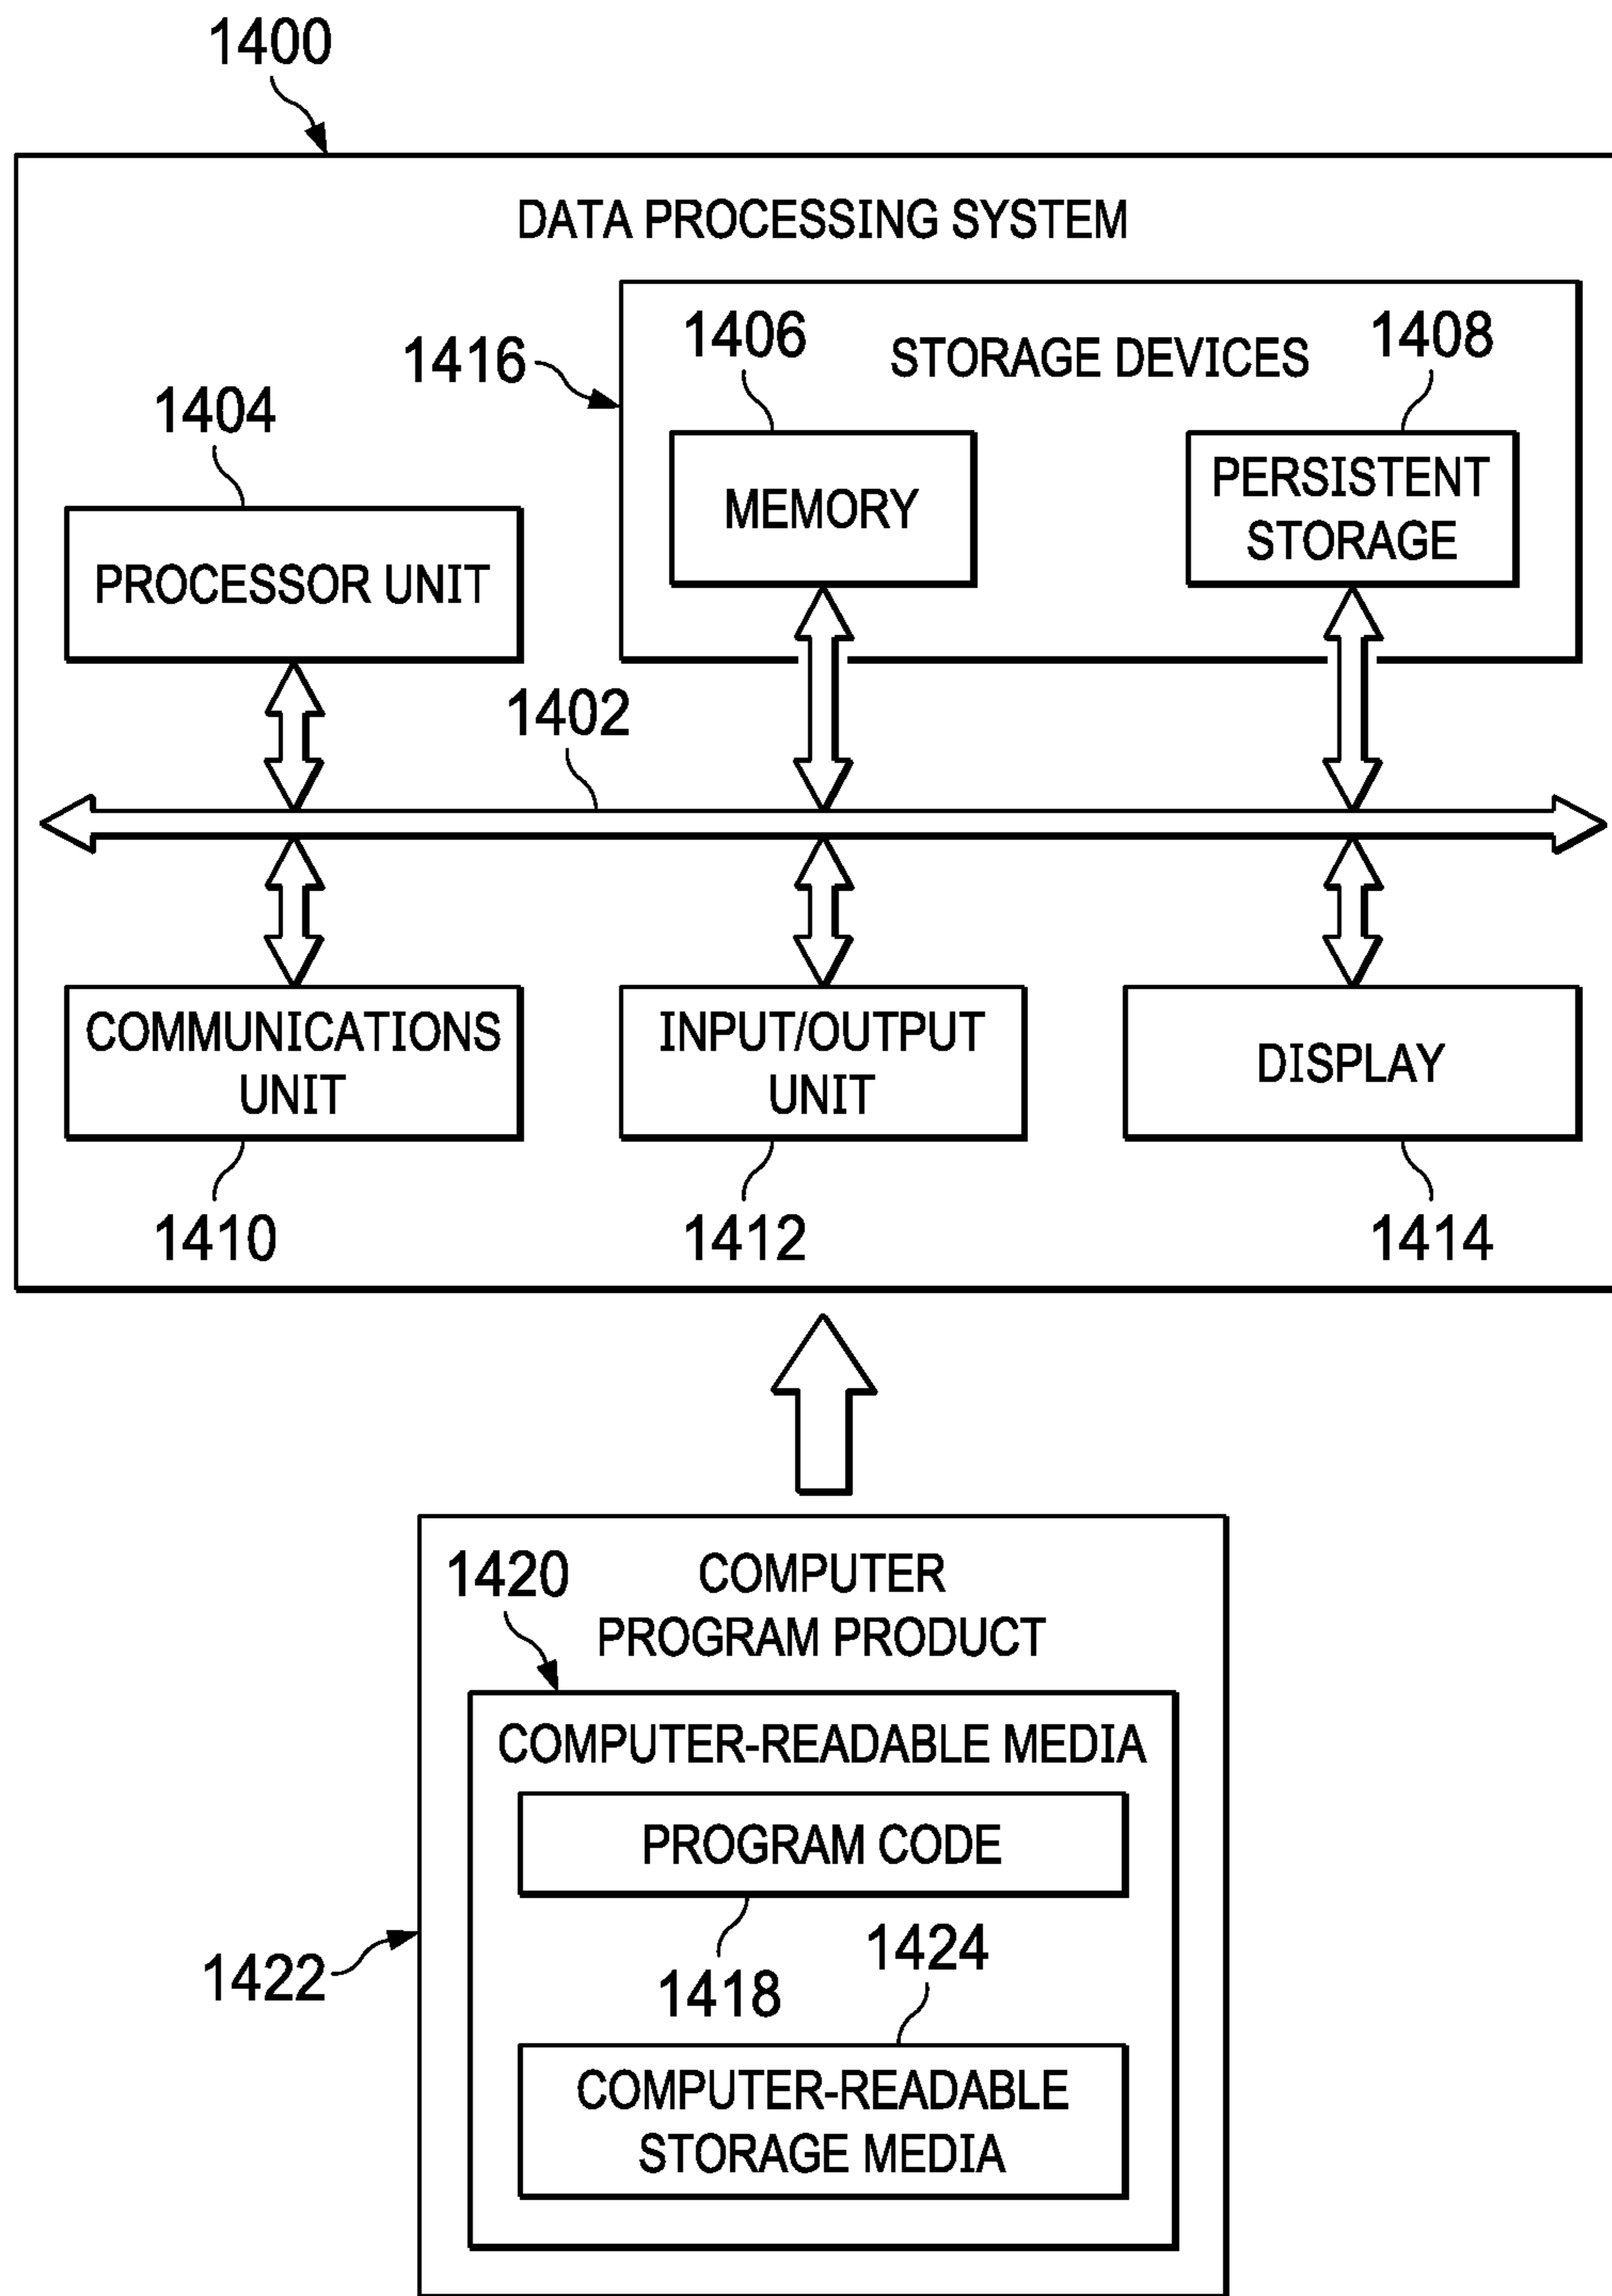 1400
DATA PROCESSING SYSTEM
1406
1408
1416
STORAGE DEVICES
1404
MEMORY
PERSISTENT
STORAGE
PROCESSOR UNIT
1402
COMMUNICATIONS
UNIT
INPUT/OUTPUT
UNIT
DISPLAY
1410
1412
1414
COMPUTER
PROGRAM PRODUCT
1420
COMPUTER-READABLE MEDIA
PROGRAM CODE
1422
1418
1424
COMPUTER-READABLE
STORAGE MEDIA